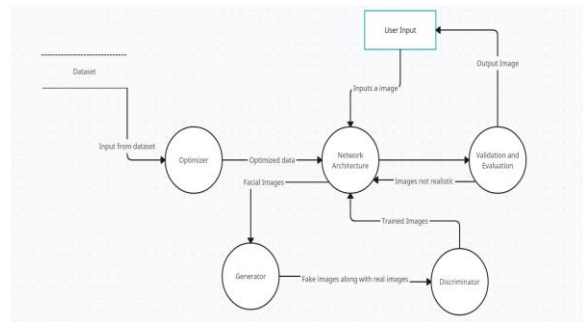 User Input
Output Image
Dataset
Inputs a image
Input from dataset
Optimizer
Optimized data
Network
Architecture
Validation and
Evaluation
Facial Images
Images not realistic
Trained Images
Generator
Fake images along with real images
Discriminator